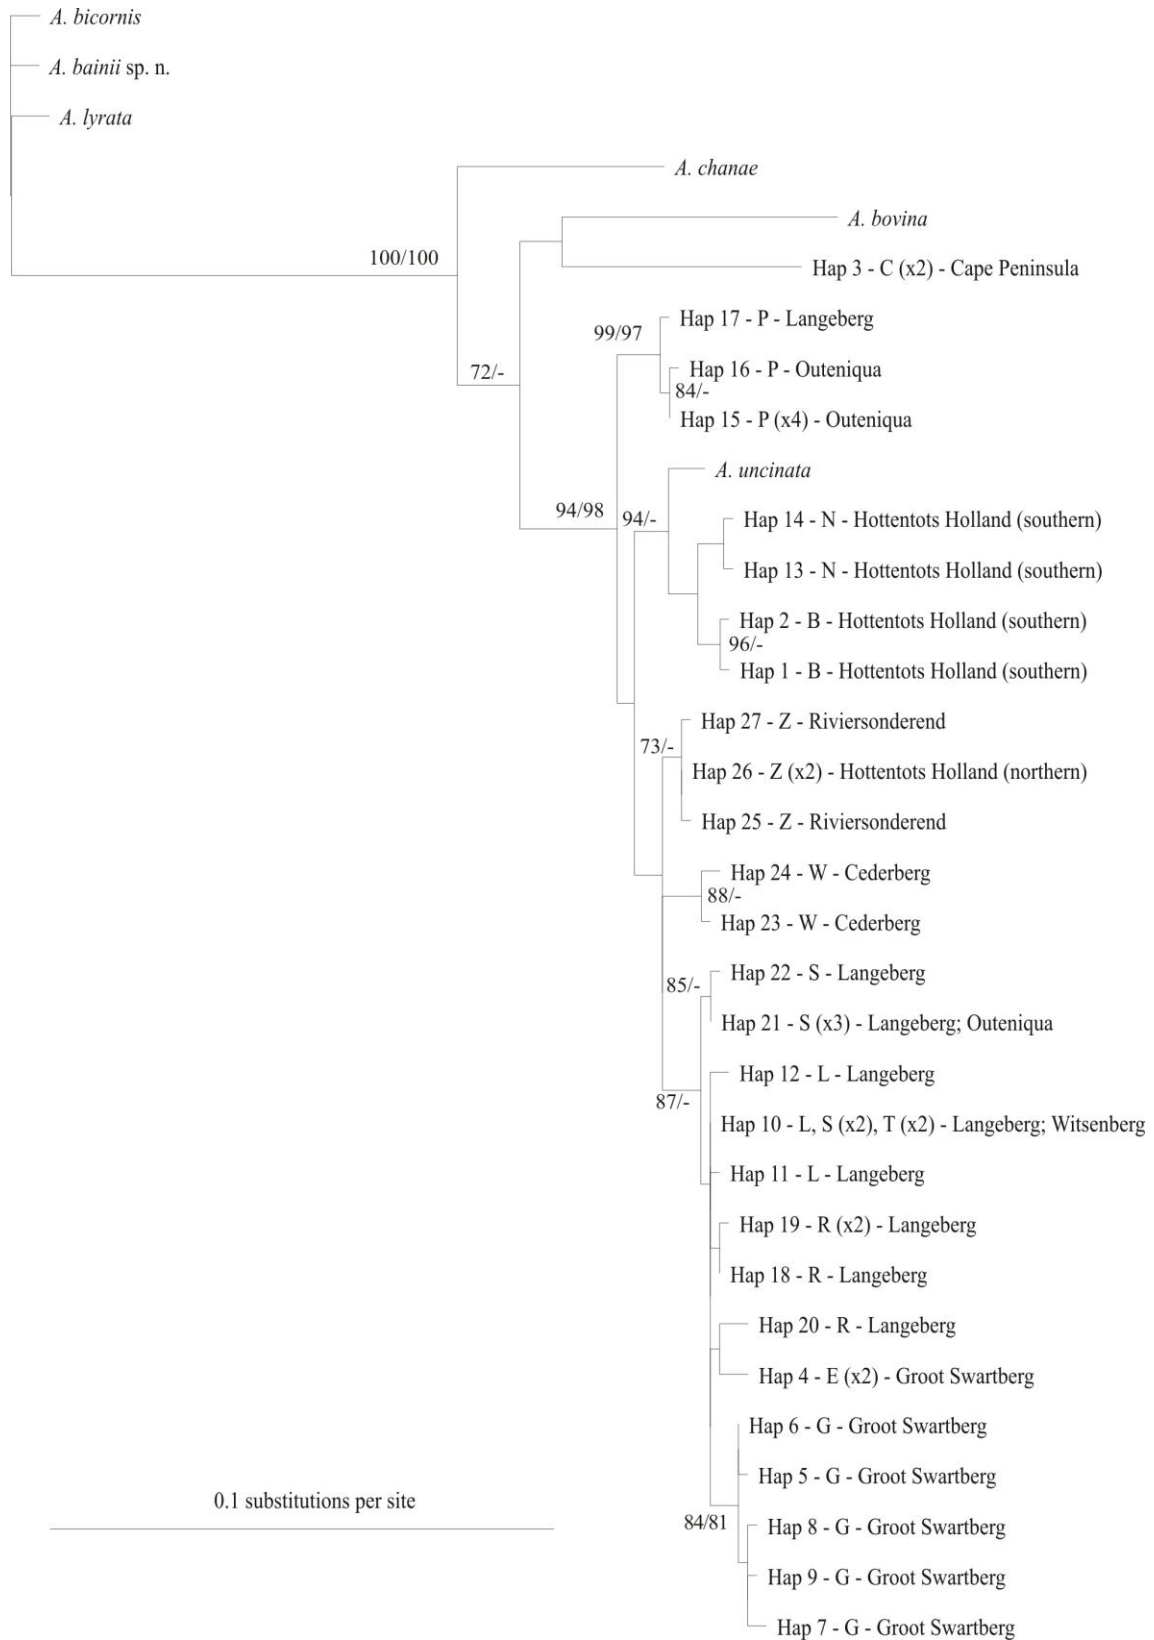 A. bicornis
A. bainii sp. n.
A. lyrata
A. chanae
A. bovina
100/100
Hap 3 - C (x2) - Cape Peninsula
Hap 17 - P - Langeberg
99/97
Hap 16 - P - Outeniqua
72/-
84/-
Hap 15 - P (x4) - Outeniqua
A. uncinata
94/98
94/-
Hap 14 - N - Hottentots Holland (southern)
Hap 13 - N - Hottentots Holland (southern)
Hap 2 - B - Hottentots Holland (southern)
96/-
Hap 1 - B - Hottentots Holland (southern)
Hap 27 - Z - Riviersonderend
73/-
Hap 26 - Z (x2) - Hottentots Holland (northern)
Hap 25 - Z - Riviersonderend
Hap 24 - W - Cederberg
88/-
Hap 23 - W - Cederberg
Hap 22 - S - Langeberg
85/-
Hap 21 - S (x3) - Langeberg; Outeniqua
Hap 12 - L - Langeberg
87/-
Hap 10 - L, S (x2), T (x2) - Langeberg; Witsenberg
Hap 11 - L - Langeberg
Hap 19 - R (x2) - Langeberg
Hap 18 - R - Langeberg
Hap 20 - R - Langeberg
Hap 4 - E (x2) - Groot Swartberg
Hap 6 - G - Groot Swartberg
Hap 5 - G - Groot Swartberg
0.1 substitutions per site
84/81
Hap 8 - G - Groot Swartberg
Hap 9 - G - Groot Swartberg
Hap 7 - G - Groot Swartberg